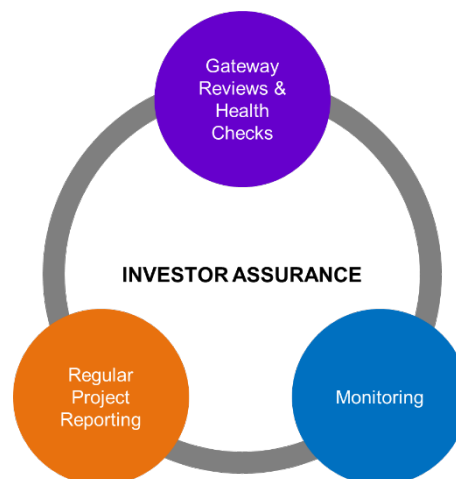 Gateway
Reviews &
Health
Checks
INVESTOR ASSURANCE
Regular
Project
Reporting
Monitoring